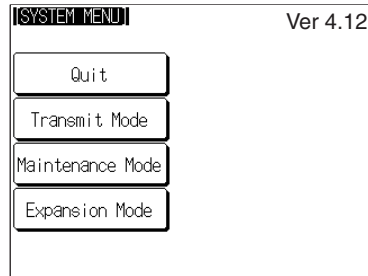 SYSTEM MENU
Ver 4.12
Quit
Transmit Mode
Maintenance Mode
Expansion Mode